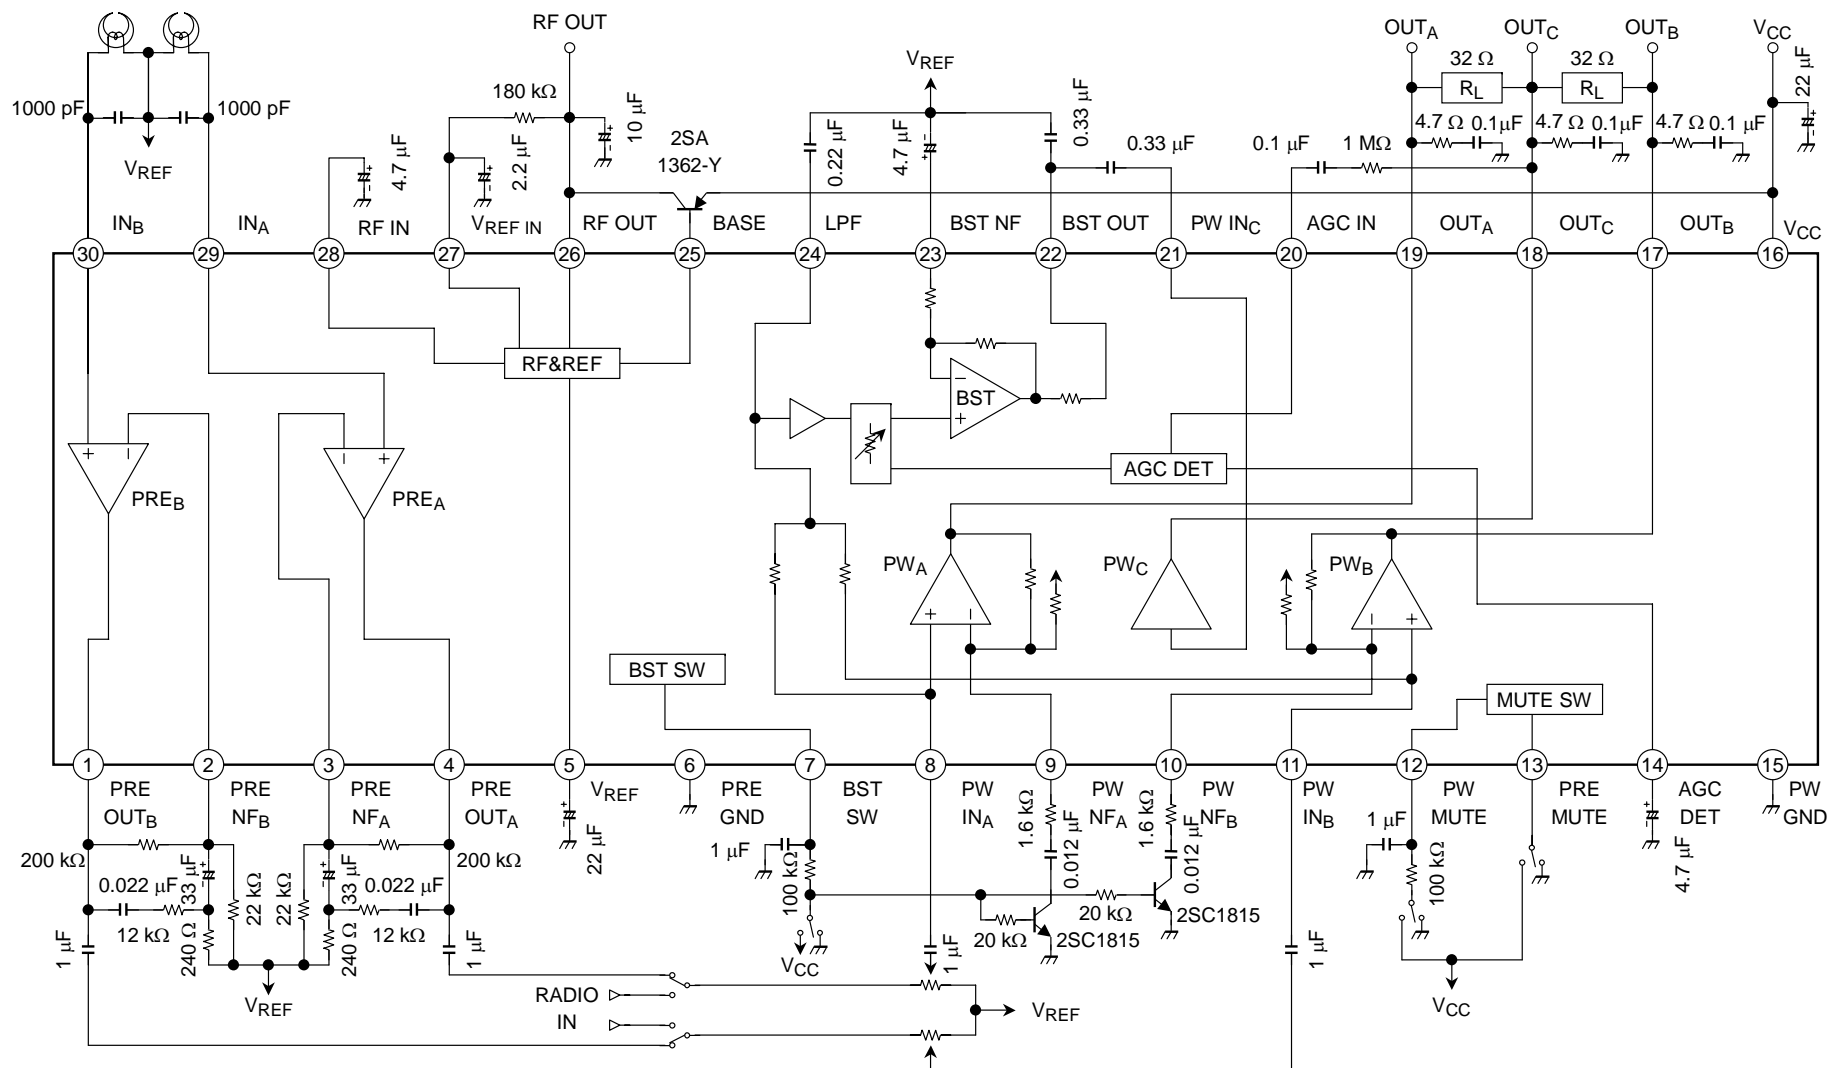 RF OUT
OUTA
OUTC
OUTB
VCC
32 Ω
32 Ω
22 μF
VREF
RL
RL
180 kΩ
1000 pF
1000 pF
10 μF
0.33 μF
4.7 Ω
0.1μF
4.7 Ω
0.1μF
4.7 Ω
0.1 μF
VREF
4.7 μF
2.2 μF
2SA
1362-Y
0.22 μF
4.7 μF
0.33 μF
0.1 μF
1 MΩ
INB
INA
RF IN
VREF IN
RF OUT
BASE
LPF
BST NF
BST OUT
PW INC
AGC IN
OUTA
OUTC
OUTB
VCC
30
29
28
27
26
25
24
23
22
21
20
19
18
17
16
RF&REF
−
BST
+
+
−
−
+
AGC DET
PREB
PREA
PWA
PWC
PWB
+
−
−
+
BST SW
MUTE SW
1
2
3
4
5
6
7
8
9
10
11
12
13
14
15
PRE
OUTB
PRE
NFB
PRE
NFA
PRE
OUTA
VREF
PRE
GND
BST
SW
PW
INA
PW
NFA
PW
NFB
PW
INB
PW
MUTE
PRE
MUTE
AGC
DET
PW
GND
+
−
22 μF
1.6 kΩ
1.6 kΩ
1 μF
1 μF
4.7 μF
200 kΩ
33 μF
22 kΩ
22 kΩ
33 μF
200 kΩ
100 kΩ
0.012 μF
0.012 μF
100 kΩ
0.022 μF
0.022 μF
12 kΩ
240 Ω
240 Ω
12 kΩ
20 kΩ
2SC1815
20 kΩ
2SC1815
1 μF
1 μF
1 μF
1 μF
VCC
VREF
RADIO
IN
VREF
VCC